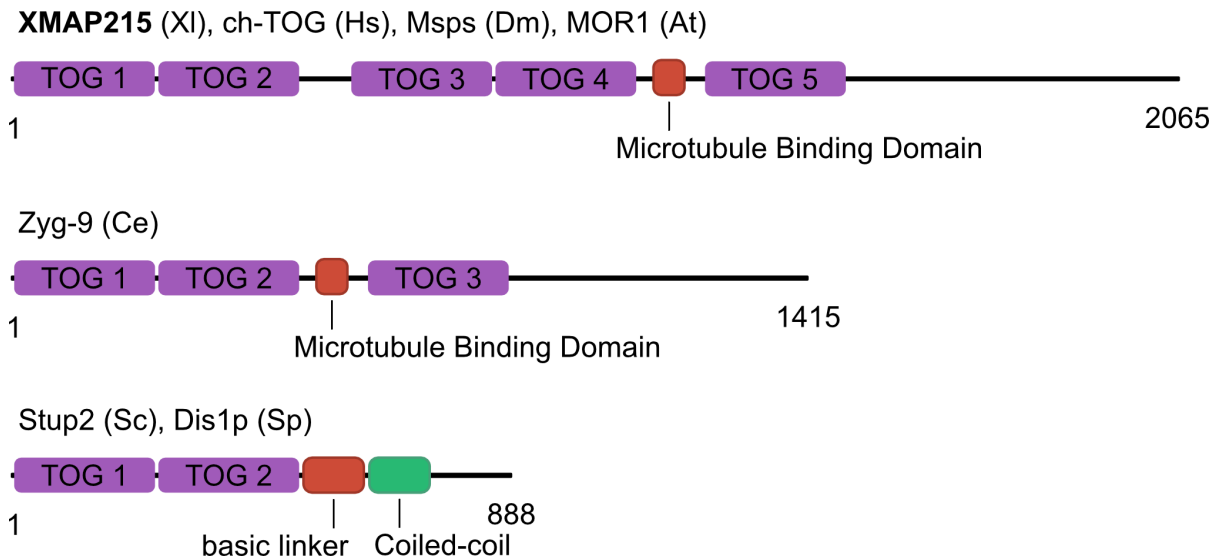 XMAP215 (Xl), ch-TOG (Hs), Msps (Dm), MOR1 (At)
TOG 1 TOG 2 TOG 3 TOG 4 TOG 5
1 2065
Microtubule Binding Domain
Zyg-9 (Ce)
TOG 1 TOG 2 TOG 3
1 1415
Microtubule Binding Domain
Stup2 (Sc), Dis1p (Sp)
TOG 1 TOG 2
1 888
basic linker Coiled-coil